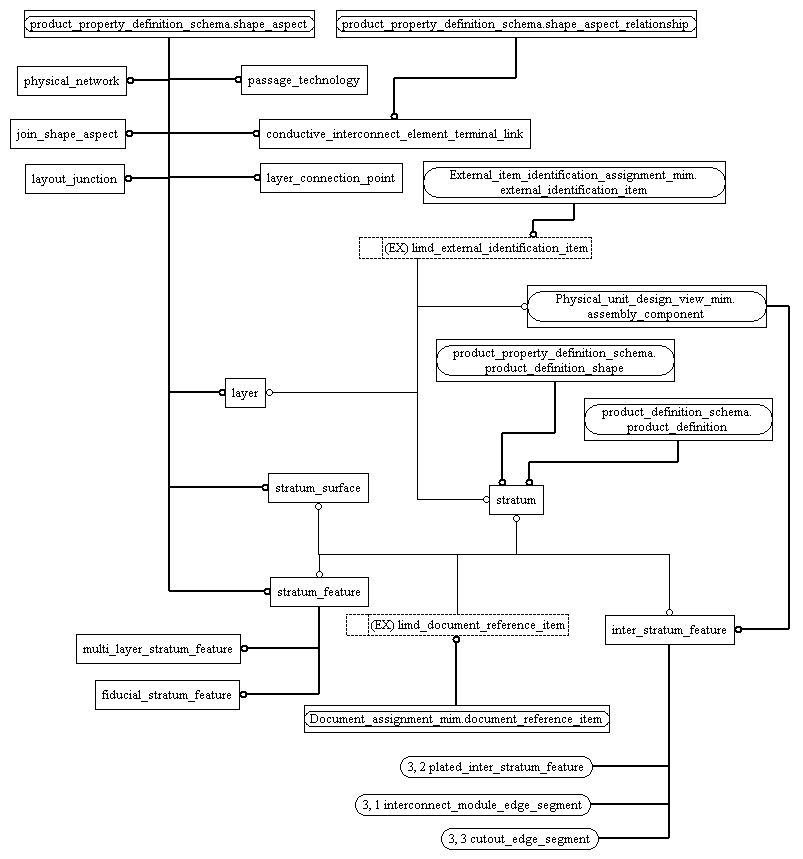 product_property_definition_schema.shape_aspect
product_property_definition_schema.shape_aspect_relationship
physical_network
passage_technology
join_shape_aspect
conductive_interconnect_element_terminal_link
layout_junction
layer_connection_point
External_item_identification_assignment_mim.
external_identification_item
(EX) limd_external_identification_item
Physical_unit_design_view_mim.
assembly_component
product_property_definition_schema.
product_definition_shape
layer
product_definition_schema.
product_definition
stratum_surface
stratum
stratum_feature
(EX) limd_document_reference_item
inter_stratum_feature
multi_layer_stratum_feature
fiducial_stratum_feature
Document_assignment_mim.document_reference_item
3, 2 plated_inter_stratum_feature
3, 1 interconnect_module_edge_segment
3, 3 cutout_edge_segment